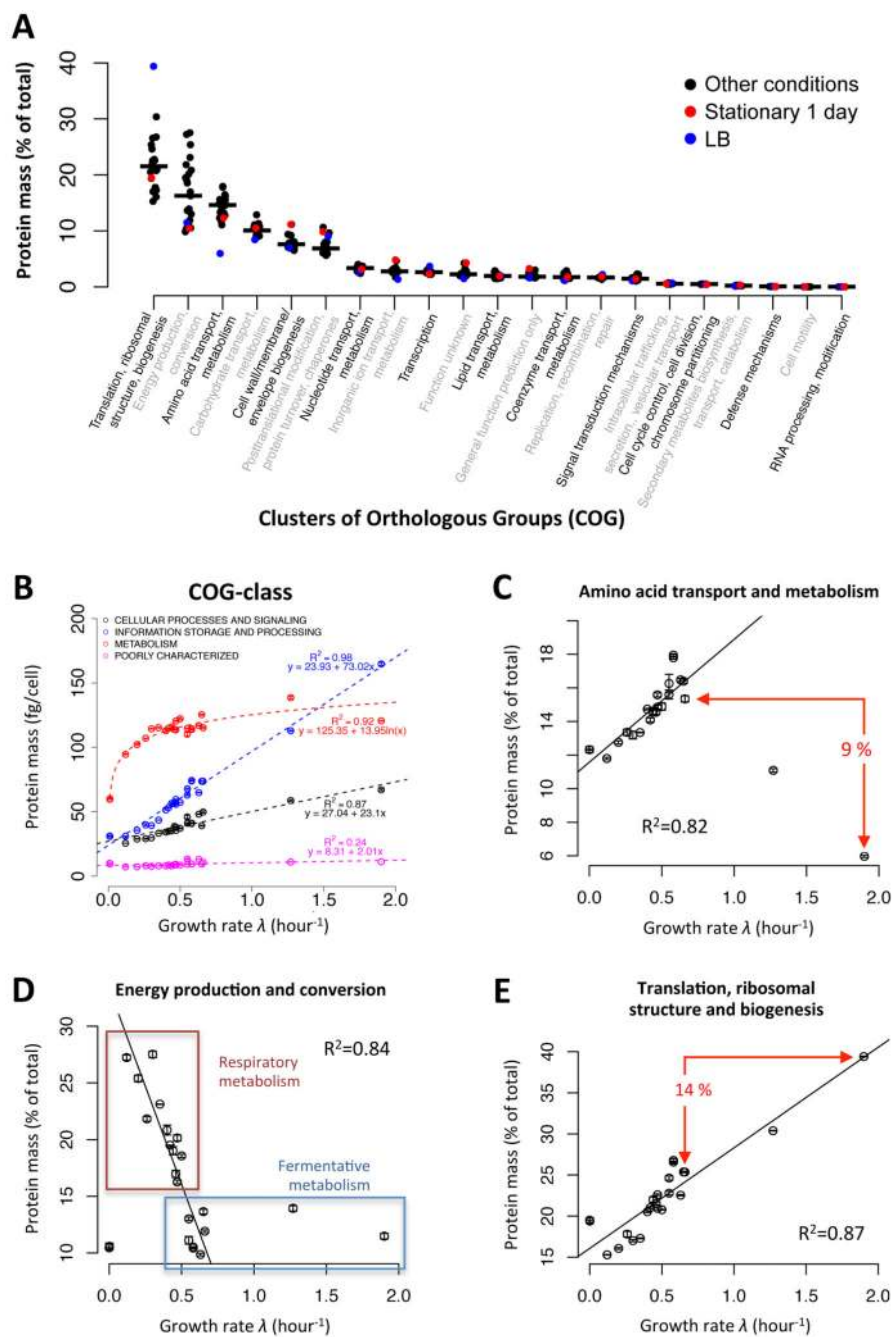 A
Protein mass (% of total)
40
30
20
10
0
Other conditions
Stationary 1 day
LB
Translation, ribosomal
structure, biogenesis
Energy production,
conversion
Amino acid transport,
metabolism
Carbohydrate transport,
metabolism
Cell wall/membrane/
envelope biogenesis
Posttranslational modification,
protein turnover, chaperones
Nucleotide transport,
metabolism
Inorganic ion transport,
metabolism
Transcription
Function unknown
General function prediction only
Lipid transport,
metabolism
Coenzyme transport,
metabolism
Replication, recombination,
repair
Signal transduction mechanisms
Intracellular trafficking,
secretion, vesicular transport
Cell cycle control, cell division,
chromosome partitioning
Secondary metabolites biosynthesis,
transport, catabolism
Defense mechanisms
Cell motility
RNA processing, modification
Clusters of Orthologous Groups (COG)
B
COG-class
Protein mass (fg/cell)
200
150
100
50
0
CELLULAR PROCESSES AND SIGNALING
INFORMATION STORAGE AND PROCESSING
METABOLISM
POORLY CHARACTERIZED
R² = 0.98
y = 23.93 + 73.02x
R² = 0.92
y = 125.35 + 13.95ln(x)
R² = 0.87
y = 27.04 + 23.1x
R² = 0.24
y = 8.31 + 2.01x
0.0 0.5 1.0 1.5 2.0
Growth rate λ (hour⁻¹)
C
Amino acid transport and metabolism
Protein mass (% of total)
18
16
14
12
10
8
6
9 %
R²=0.82
0.0 0.5 1.0 1.5 2.0
Growth rate λ (hour⁻¹)
D
Energy production and conversion
Protein mass (% of total)
30
25
20
15
10
R²=0.84
Respiratory
metabolism
Fermentative
metabolism
0.0 0.5 1.0 1.5 2.0
Growth rate λ (hour⁻¹)
E
Translation, ribosomal
structure and biogenesis
Protein mass (% of total)
40
35
30
25
20
15
14 %
R²=0.87
0.0 0.5 1.0 1.5 2.0
Growth rate λ (hour⁻¹)